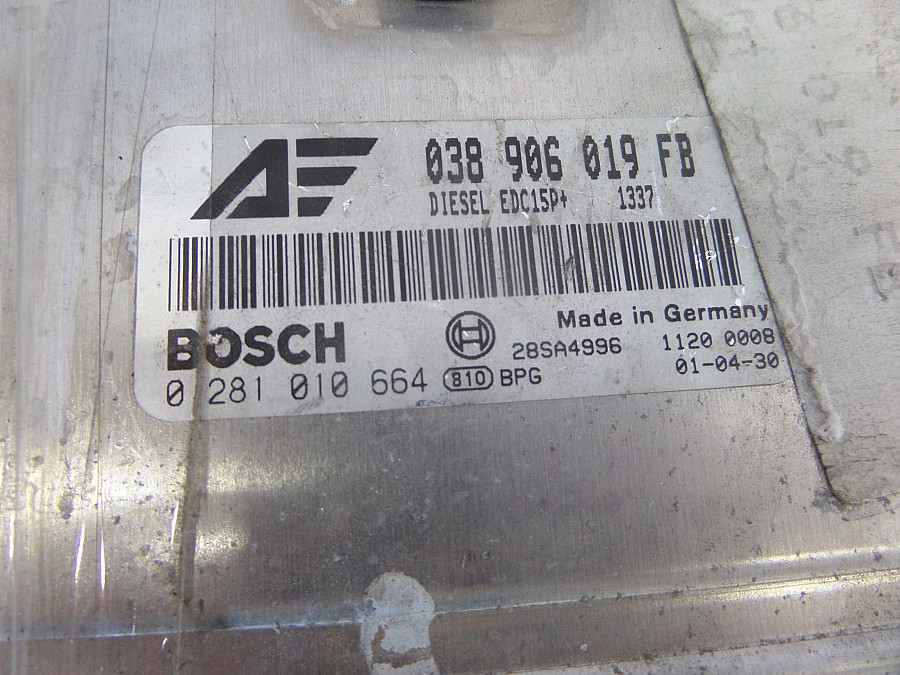 AE 038 906 019 FB
DIESEL EDC15P+ 1337
Made in Germany
BOSCH 28SA4996 1120 0008
0 281 010 664 810 BPG 01-04-30